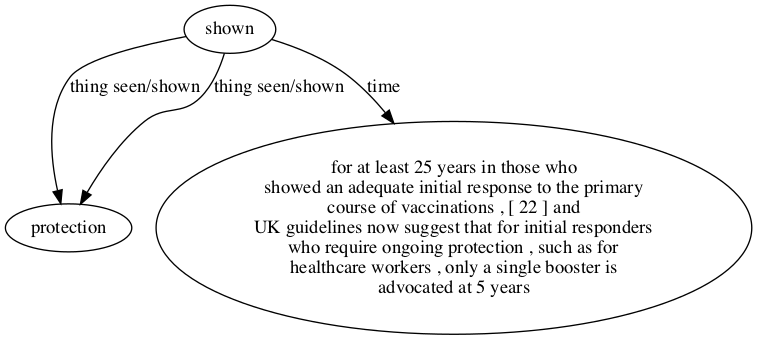 shown
thing seen/shown
thing seen/shown
time
protection
for at least 25 years in those who
showed an adequate initial response to the primary
course of vaccinations , [ 22 ] and
UK guidelines now suggest that for initial responders
who require ongoing protection , such as for
healthcare workers , only a single booster is
advocated at 5 years